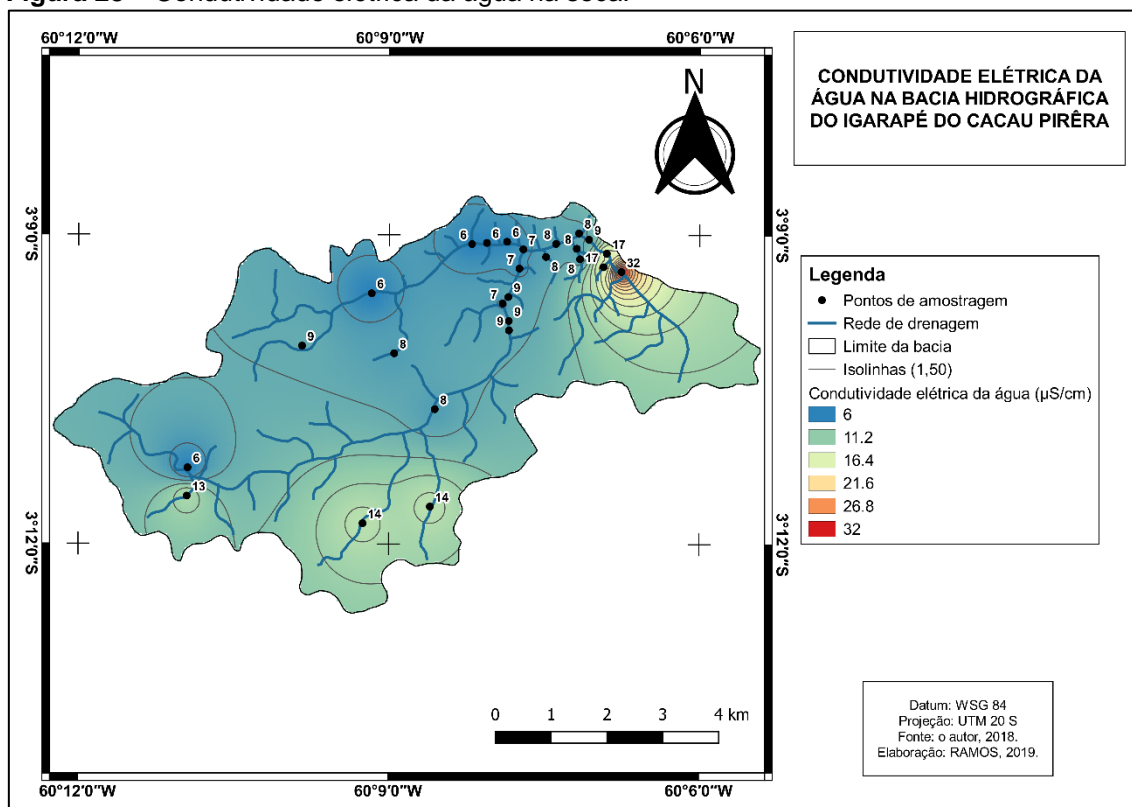 60°12'0"W 60°9'0"W 60°6'0"W
CONDUTIVIDADE ELÉTRICA DA
ÁGUA NA BACIA HIDROGRÁFICA
DO IGARAPÉ DO CACAU PIRÊRA
N
3°9'0"S 3°9'0"S
6 6 6 7 8 8 8 9 17
7 8 8 17 32
6 7 9
9 9
9 8
8
6
13 14 14
3°12'0"S 3°12'0"S
Legenda
Pontos de amostragem
Rede de drenagem
Limite da bacia
Isolinhas (1,50)
Condutividade elétrica da água (µS/cm)
6
11.2
16.4
21.6
26.8
32
0 1 2 3 4 km
Datum: WSG 84
Projeção: UTM 20 S
Fonte: o autor, 2018.
Elaboração: RAMOS, 2019.
60°12'0"W 60°9'0"W 60°6'0"W